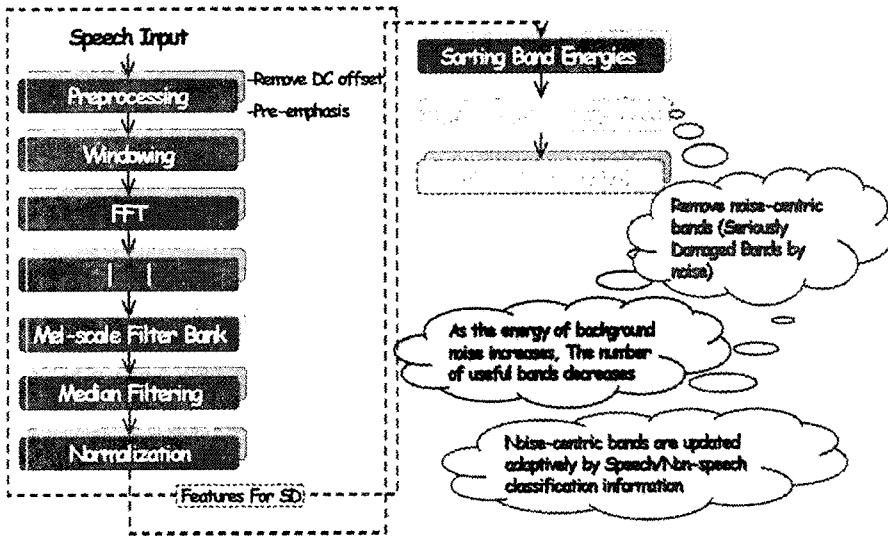 Speech Input
Preprocessing
-Remove DC offset
-Pre-emphasis
Windowing
FFT
| |
Mel-scale Filter Bank
Median Filtering
Normalization
Features For SD
Sorting Band Energies
Remove noise-centric
bands (Seriously
Damaged Bands by
noise)
As the energy of background
noise increases, The number
of useful bands decreases
Noise-centric bands are updated
adaptively by Speech/Non-speech
classification information